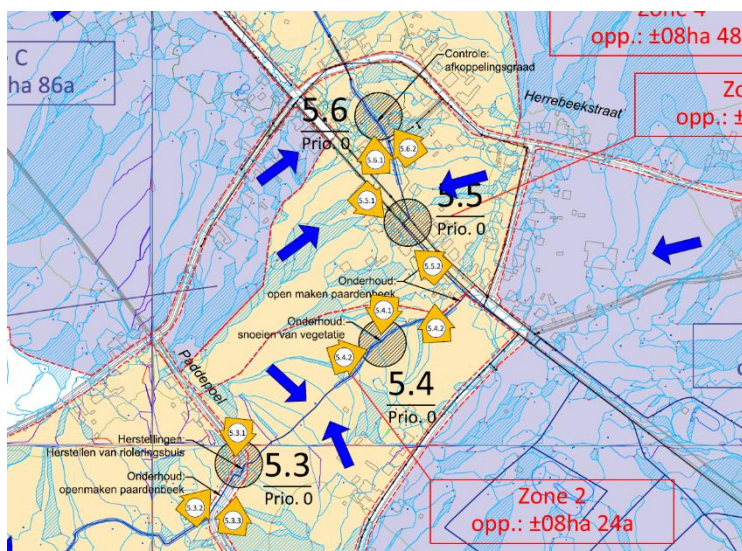 Zone 4
opp.: ±08ha 48
C
ha 86a
Controle:
afkoppelingsgraad
Herrebeekstraat
5.6
Prio. 0
5.6.1
5.6.2
5.5.1
5.5
Prio. 0
5.5.2
Onderhoud:
open maken paardenbeek
5.4.1
Onderhoud:
snoeien van vegetatie
5.4.2
5.4.2
5.4
Prio. 0
Paddepoel
5.3.1
Herstellingen:
Herstellen van rioleringsbuis
5.3
Prio. 0
Onderhoud:
openmaken paardenbeek
5.3.2
5.3.3
Zone 2
opp.: ±08ha 24a